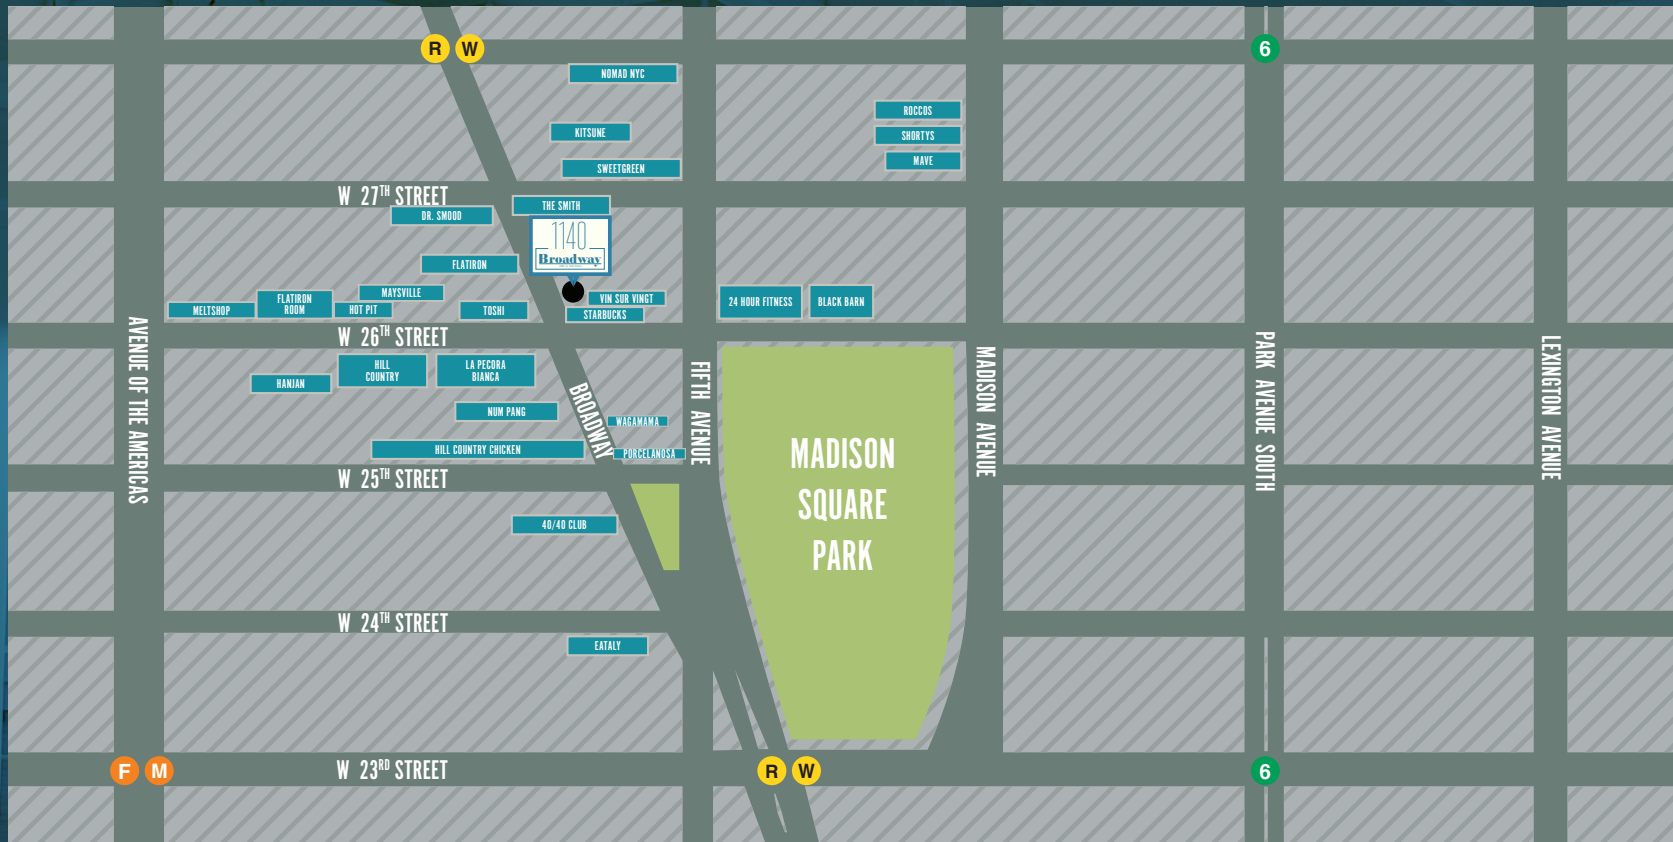 R W
6
NOMAD NYC
ROCCOS
KITSUNE
SHORTYS
MAVE
SWEETGREEN
W 27TH STREET
THE SMITH
DR. SMOOD
1140
Broadway
FLATIRON
MAYSVILLE
FLATIRON
ROOM
MELTSHOP
HOT PIT
TOSHI
VIN SUR VINGT
STARBUCKS
24 HOUR FITNESS
BLACK BARN
W 26TH STREET
AVENUE OF THE AMERICAS
HANJAN
HILL
COUNTRY
LA PECORA
BIANCA
BROADWAY
FIFTH AVENUE
MADISON AVENUE
PARK AVENUE SOUTH
LEXINGTON AVENUE
NUM PANG
WAGAMAMA
HILL COUNTRY CHICKEN
PORCELANOSA
MADISON
SQUARE
PARK
W 25TH STREET
40/40 CLUB
W 24TH STREET
EATALY
F M
W 23RD STREET
R W
6